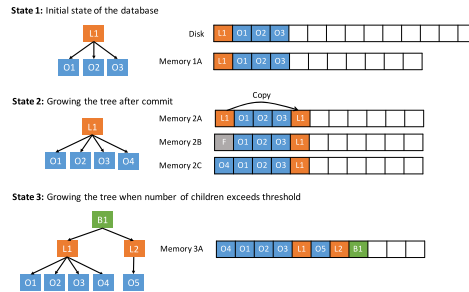 State 1: Initial state of the database
L1
O1 O2 O3
Disk L1 O1 O2 O3
Memory 1A L1 O1 O2 O3
State 2: Growing the tree after commit
Copy
L1
O1 O2 O3 O4
Memory 2A L1 O1 O2 O3 L1
Memory 2B F O1 O2 O3 L1
Memory 2C O4 O1 O2 O3 L1
State 3: Growing the tree when number of children exceeds threshold
B1
L1 L2
O1 O2 O3 O4 O5
Memory 3A O4 O1 O2 O3 L1 O5 L2 B1